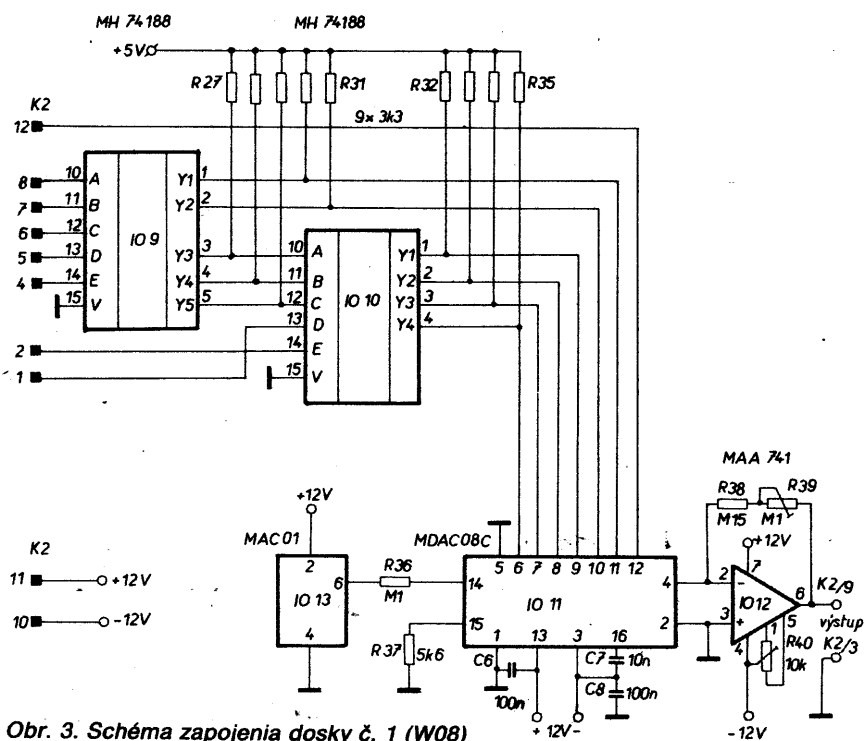 MH 74188 MH 74188
+5V
R27 R31 R32 R35
K2
12 9× 3k3
8 10 A Y1 1
7 11 B Y2 2
6 12 C
5 13 D Y3 3 10 A Y1 1
4 14 E Y4 4 11 B Y2 2
15 V Y5 5 12 C Y3 3
IO 9 13 D Y4 4
2 14 E IO 10
1 15 V
MAA 741
R38 R39
M15 M1
+12V
MAC 01 MDAC08C
K2 2 5 6 7 8 9 10 11 12 +12V
11 +12V 6 R36 14 4 2 − 7 6 K2/9
10 -12V IO 13 M1 IO 11 IO12 výstup
4 15 2 3 + 4 1 5 K2/3
R37 5k6 1 13 3 16 R40 10k
C6 100n C7 10n
C8 100n
+ 12V - -12V
Obr. 3. Schéma zapojenia dosky č. 1 (W08)